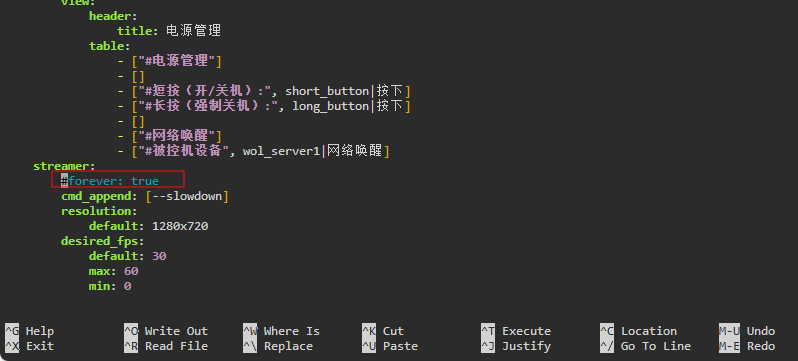 view:
header:
title: 电源管理
table:
- ["#电源管理"]
- []
- ["#短按（开/关机）:", short_button|按下]
- ["#长按（强制关机）:", long_button|按下]
- []
- ["#网络唤醒"]
- ["#被控机设备", wol_server1|网络唤醒]
streamer:
#forever: true
cmd_append: [--slowdown]
resolution:
default: 1280x720
desired_fps:
default: 30
max: 60
min: 0
^G Help ^O Write Out ^W Where Is ^K Cut ^T Execute ^C Location M-U Undo
^X Exit ^R Read File ^\ Replace ^U Paste ^J Justify ^/ Go To Line M-E Redo